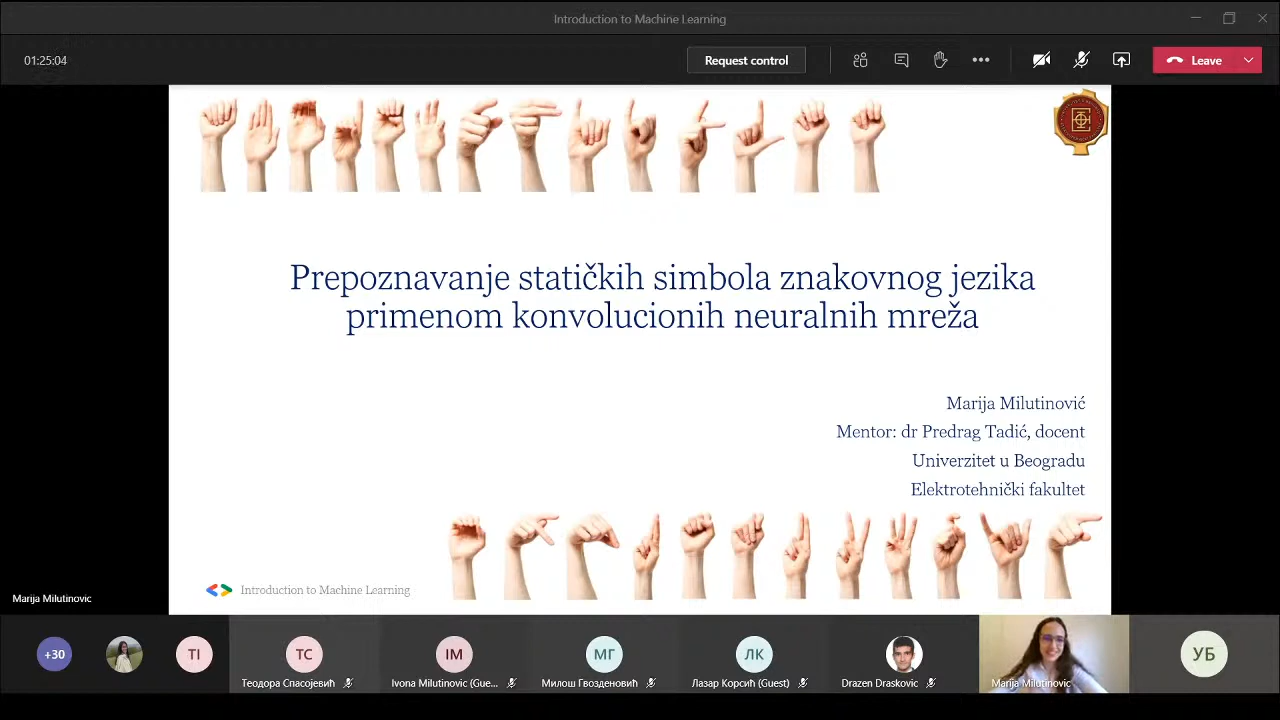 Introduction to Machine Learning
01:25:04
Request control
Leave
Prepoznavanje statičkih simbola znakovnog jezika
primenom konvolucionih neuralnih mreža
Marija Milutinović
Mentor: dr Predrag Tadić, docent
Univerzitet u Beogradu
Elektrotehnički fakultet
Introduction to Machine Learning
Marija Milutinovic
+30
TI
TC
Теодора Спасојевић
IM
Ivona Milutinovic (Gue...
МГ
Милош Гвозденовић
ЛК
Лазар Корсић (Guest)
Drazen Draskovic
Marija Milutinovic
УБ